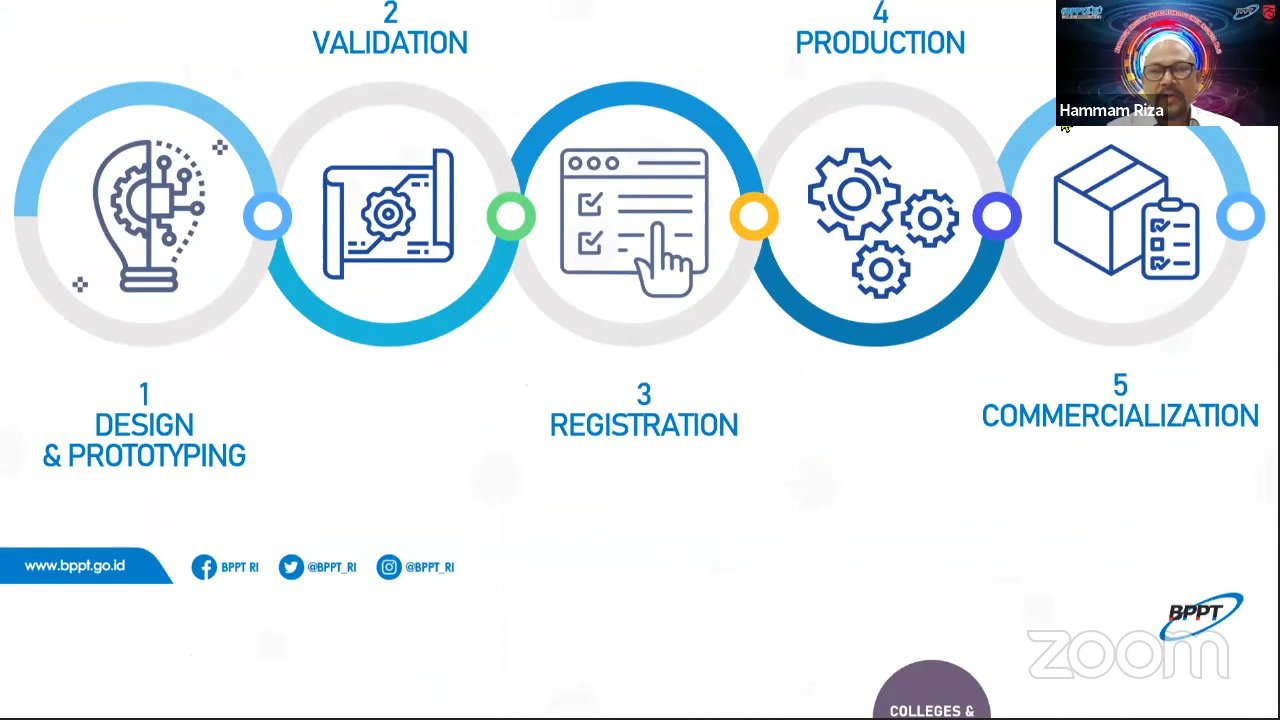 2
VALIDATION
4
PRODUCTION
Hammam Riza
1
DESIGN
& PROTOTYPING
3
REGISTRATION
5
COMMERCIALIZATION
www.bppt.go.id
BPPT RI
@BPPT_RI
@BPPT_RI
BPPT
zoom
COLLEGES &